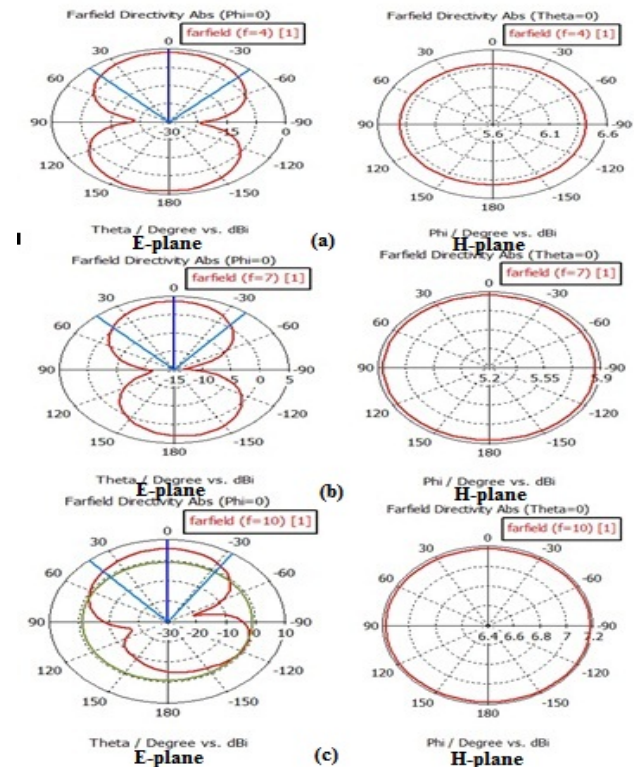 Farfield Directivity Abs (Phi=0)
farfield (f=4) [1]
0
30 -30
60 -60
90 -30 -15 0 -90
120 -120
150 -150
180
Theta / Degree vs. dBi
E-plane
Farfield Directivity Abs (Theta=0)
farfield (f=4) [1]
0
30 -30
60 -60
90 5.6 6.1 6.6 -90
120 -120
150 -150
180
Phi / Degree vs. dBi
H-plane
(a)
Farfield Directivity Abs (Phi=0)
farfield (f=7) [1]
0
30 -30
60 -60
90 -15 -10 -5 0 5 -90
120 -120
150 -150
180
Theta / Degree vs. dBi
E-plane
Farfield Directivity Abs (Theta=0)
farfield (f=7) [1]
0
30 -30
60 -60
90 5.2 5.55 5.9 -90
120 -120
150 -150
180
Phi / Degree vs. dBi
H-plane
(b)
Farfield Directivity Abs (Phi=0)
farfield (f=10) [1]
0
30 -30
60 -60
90 -30 -20 -10 0 10 -90
120 -120
150 -150
180
Theta / Degree vs. dBi
E-plane
Farfield Directivity Abs (Theta=0)
farfield (f=10) [1]
0
30 -30
60 -60
90 6.4 6.6 6.8 7 7.2 -90
120 -120
150 -150
180
Phi / Degree vs. dBi
H-plane
(c)